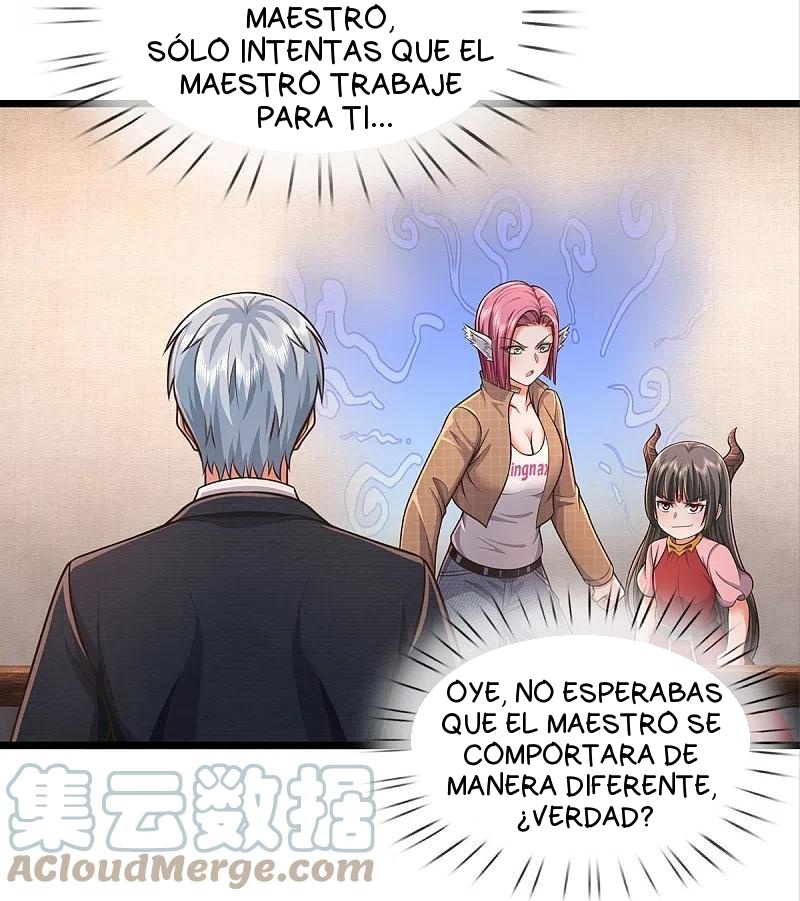 MAESTRO,
SÓLO INTENTAS QUE EL
MAESTRO TRABAJE
PARA TI...
ingnax
OYE, NO ESPERABAS
QUE EL MAESTRO SE
COMPORTARA DE
MANERA DIFERENTE,
¿VERDAD?
集云数据
AcloudMerge.com